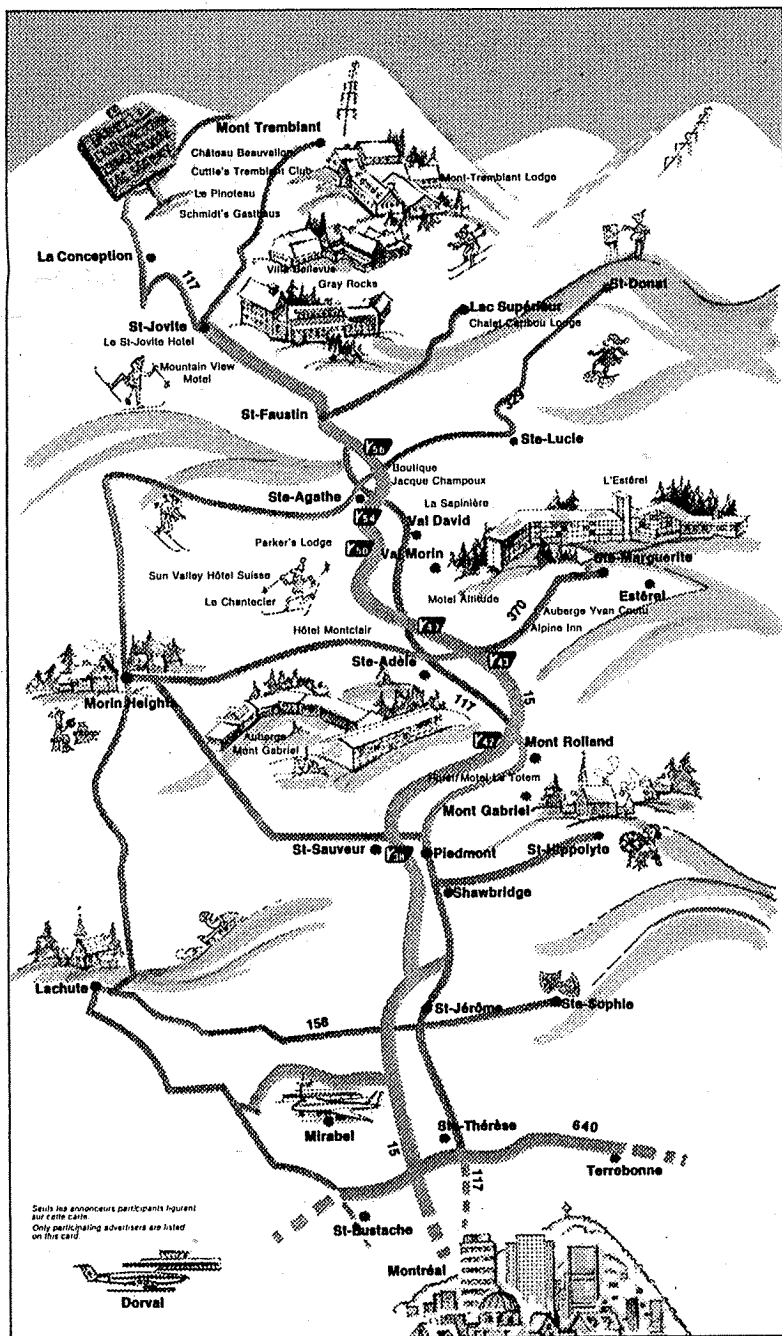 Mont Tremblant
Château Beauvallon
Cuttle's Tremblant Club
Mont-Tremblant Lodge
Le Pinoteau
Schmidt's Gasthaus
La Conception
117
Villa Bellevue
Gray Rocks
St-Donat
Lac Supérieur
Chalet Caribou Lodge
St-Jovite
Le St-Jovite Hotel
Mountain View
Motel
St-Faustin
Ste-Lucie
Boutique
Jacque Champoux
Ste-Agathe
La Sapinière
L'Estérel
Val David
Parker's Lodge
Val Morin
Ste-Marguerite
Sun Valley Hôtel Suisse
Estérel
Le Chantecler
Motel Altitude
370
Auberge Yvan Coutu
Alpine Inn
Hôtel Montclair
Ste-Adèle
15
117
Morin Heights
Auberge
Mont Gabriel
Mont Rolland
Hôtel/Motel Le Totem
Mont Gabriel
St-Sauveur
Piedmont
St-Hippolyte
Shawbridge
Lachute
158
St-Jérôme
Ste-Sophie
Mirabel
15
Ste-Thérèse
640
Terrebonne
117
St-Eustache
Seuls les annonceurs participants figurent
sur cette carte.
Only participating advertisers are listed
on this card.
Montréal
Dorval